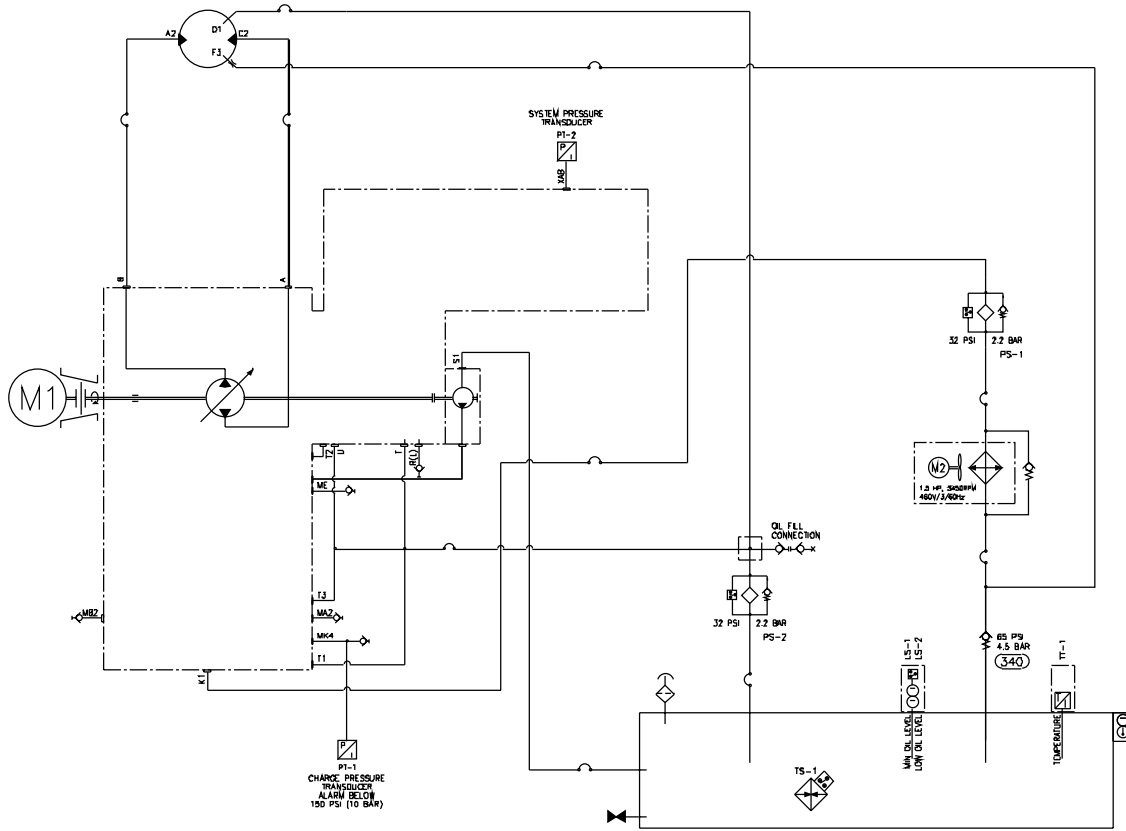 D1
A2
C2
F3
SYSTEM PRESSURE
TRANSDUCER
PT-2
P
I
XAB
B
A
32 PSI
2.2 BAR
PS-1
M1
LS
T2
U
T
R(L)
ME
M2
1.5 HP, 3450RPM
460V/3/60Hz
OIL FILL
CONNECTION
T3
MB2
MA2
MK4
T1
K1
32 PSI
2.2 BAR
PS-2
65 PSI
4.5 BAR
340
LS-1
LS-2
TT-1
T
I
MIN OIL LEVEL
LOW OIL LEVEL
TEMPERATURE
P
I
PT-1
CHARGE PRESSURE
TRANSDUCER
ALARM BELOW
150 PSI (10 BAR)
TS-1